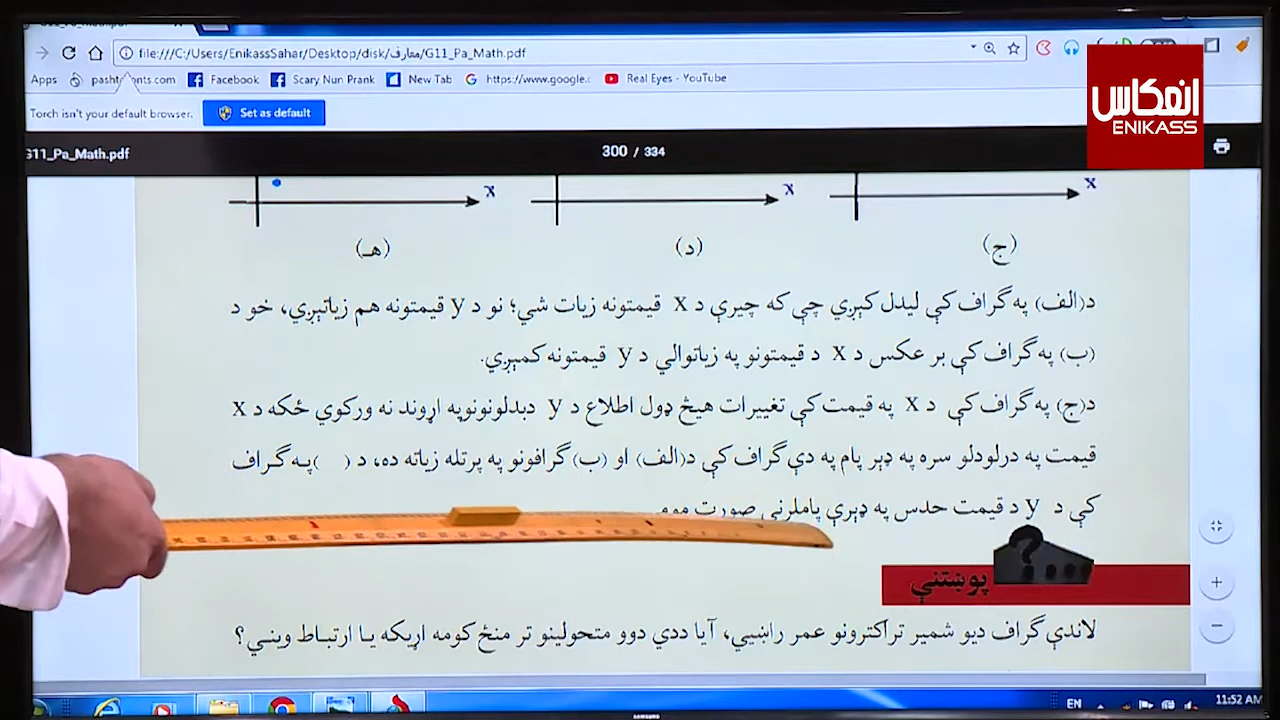 file:///C:/Users/EnikassSahar/Desktop/disk/معارف/G11_Pa_Math.pdf
Apps
Facebook
Scary Nun Prank
New Tab
https://www.google.c
Real Eyes - YouTube
Torch isn't your default browser.
Set as default
انعکاس
ENIKASS
G11_Pa_Math.pdf
300 / 334
x
x
x
(هـ)
(د)
(ج)
د(الف) په گراف کې ليدل کېږي چې که چيرې د x قيمتونه زيات شي؛ نو د y قيمتونه هم زياتېږي، خو د
(ب) په گراف کې بر عکس د x د قيمتونو په زياتوالي د y قيمتونه کمېږي.
د(ج) په گراف کې د x په قيمت کې تغييرات هيڅ ډول اطلاع د y دبدلونونوپه اړوند نه ورکوي ځکه د x
قيمت په درلودلو سره په ډېر پام په دې گراف کې د(الف) او (ب) گرافونو په پرتله زياته ده، د ( )په گراف
کې د y د قيمت حدس په ډېرې پاملرنې صورت مومي
پوښتنې
لاندې گراف ديو شمير تراکترونو عمر راښيي، آيا ددې دوو متحولينو تر منځ کومه اړيکه يا ارتباط وينې؟
EN
11:52 AM
SAMSUNG